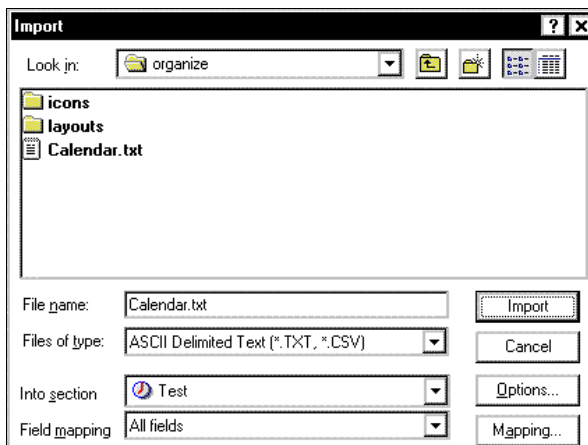 Import
Look in: organize
icons
layouts
Calendar.txt
File name: Calendar.txt Import
Files of type: ASCII Delimited Text (*.TXT, *.CSV) Cancel
Into section Test Options...
Field mapping All fields Mapping...